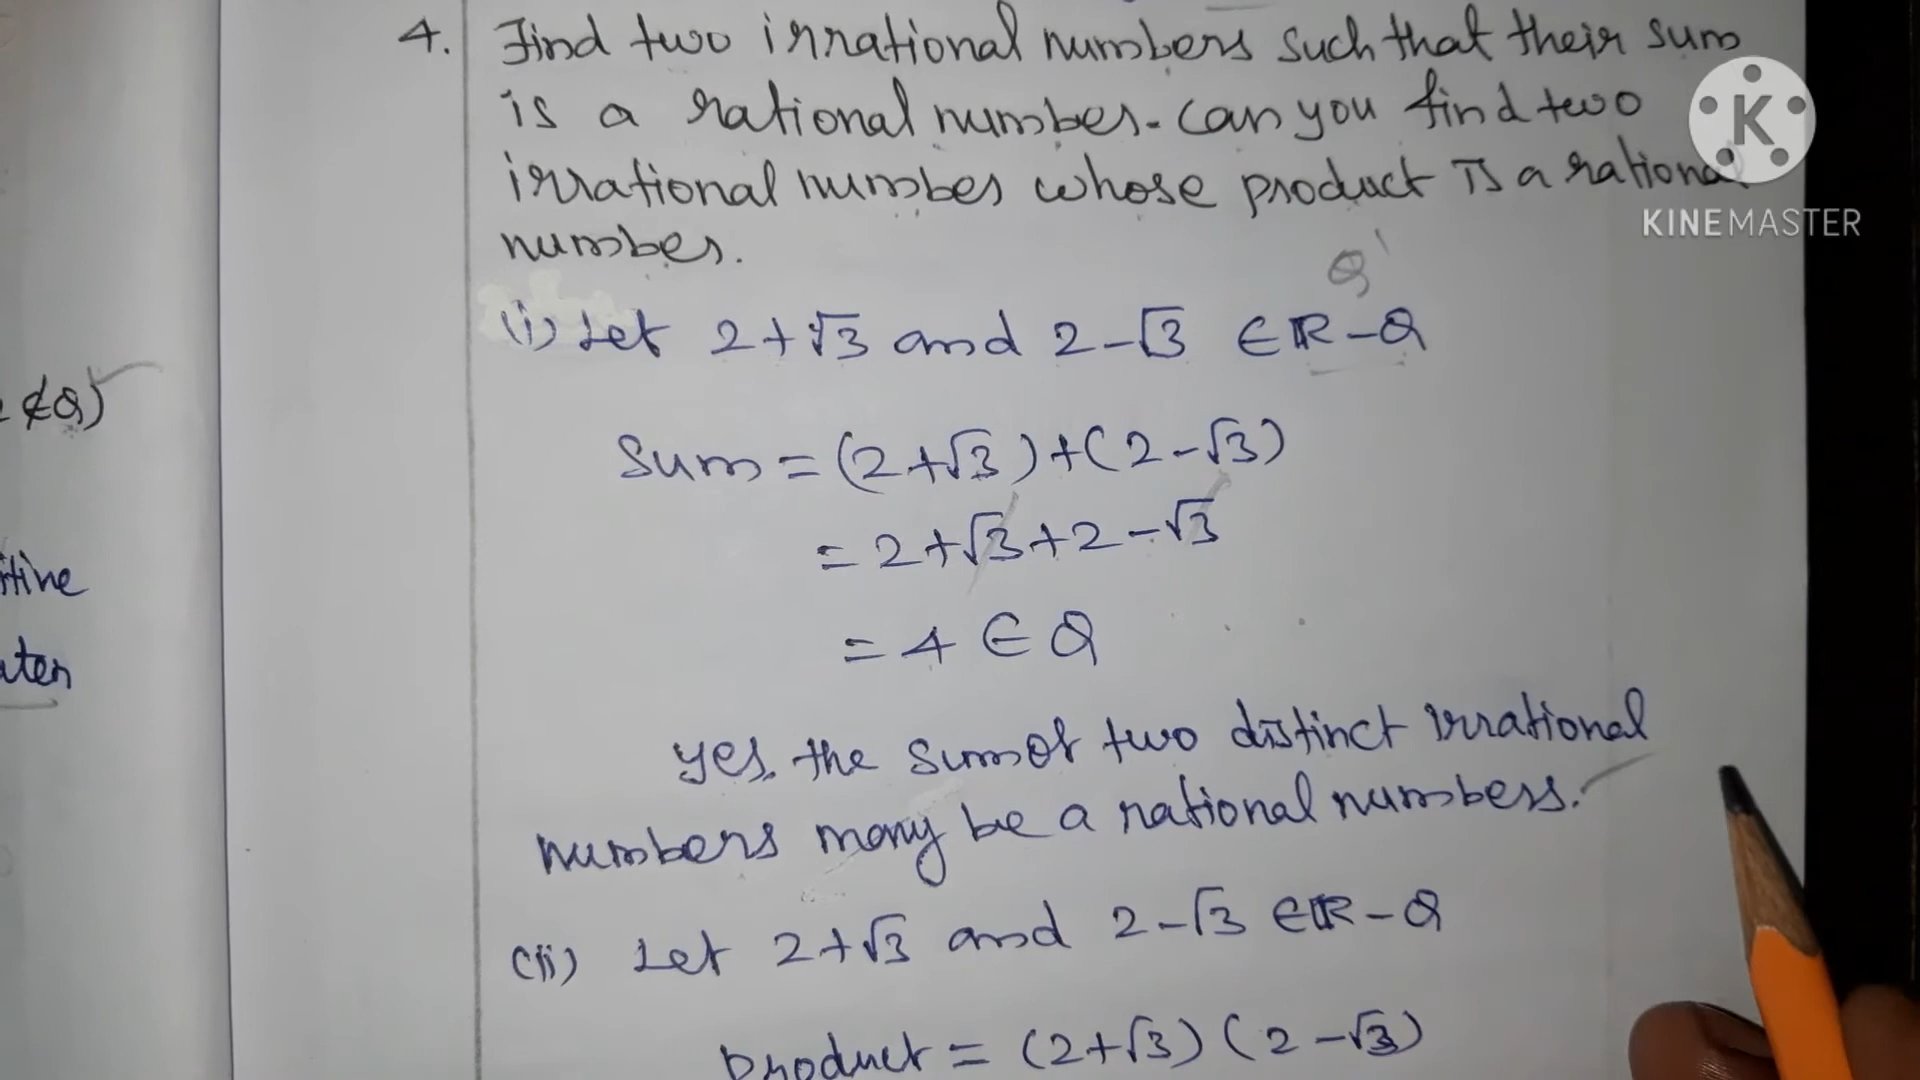 4. Find two irrational numbers such that their sum
is a rational number. Can you find two
irrational number whose product is a rational
number.
Q'
(i) Let 2+√3 and 2-√3 ∈ R-Q
Sum = (2+√3)+(2-√3)
= 2+√3+2-√3
= 4 ∈ Q
Yes. the sum of two distinct irrational
numbers many be a rational numbers.
(ii) Let 2+√3 and 2-√3 ∈ R-Q
Product = (2+√3)(2-√3)
∉Q)
K
KINEMASTER